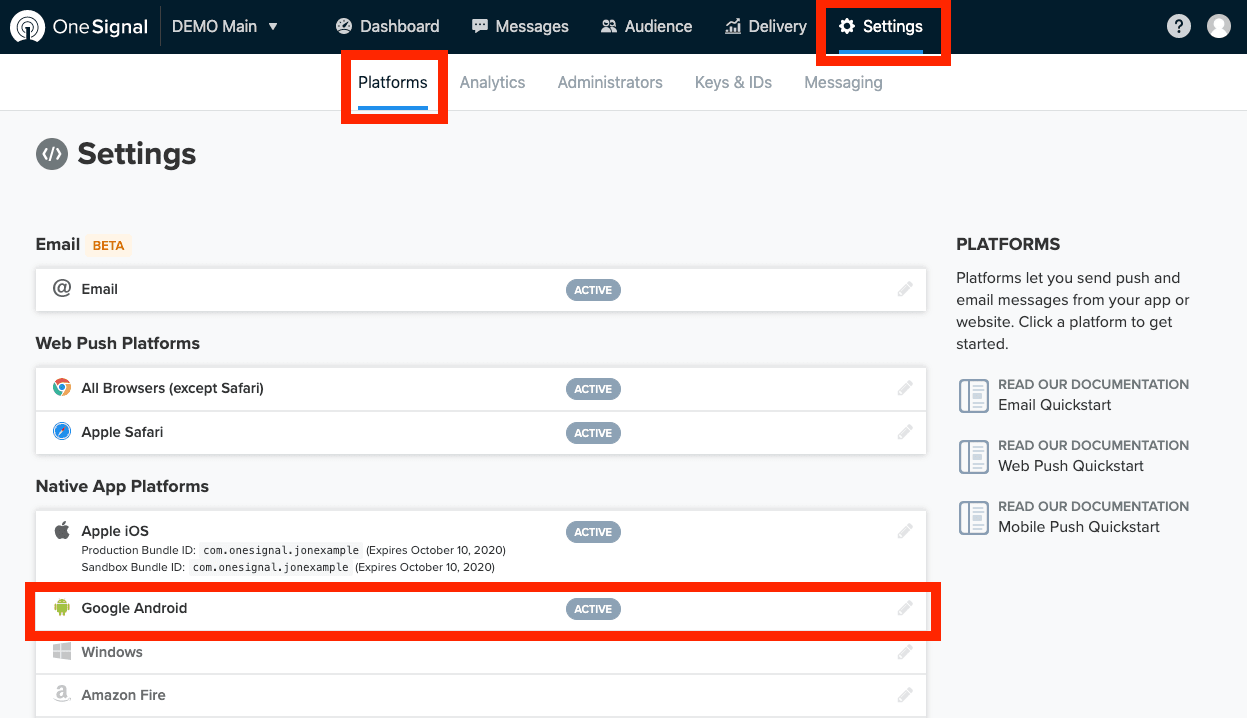 OneSignal DEMO Main Dashboard Messages Audience Delivery Settings ?
Platforms Analytics Administrators Keys & IDs Messaging
</> Settings
Email BETA
@ Email ACTIVE
Web Push Platforms
All Browsers (except Safari) ACTIVE
Apple Safari ACTIVE
Native App Platforms
Apple iOS ACTIVE
Production Bundle ID: com.onesignal.jonexample (Expires October 10, 2020)
Sandbox Bundle ID: com.onesignal.jonexample (Expires October 10, 2020)
Google Android ACTIVE
Windows
a Amazon Fire
PLATFORMS
Platforms let you send push and
email messages from your app or
website. Click a platform to get
started.
READ OUR DOCUMENTATION
Email Quickstart
READ OUR DOCUMENTATION
Web Push Quickstart
READ OUR DOCUMENTATION
Mobile Push Quickstart